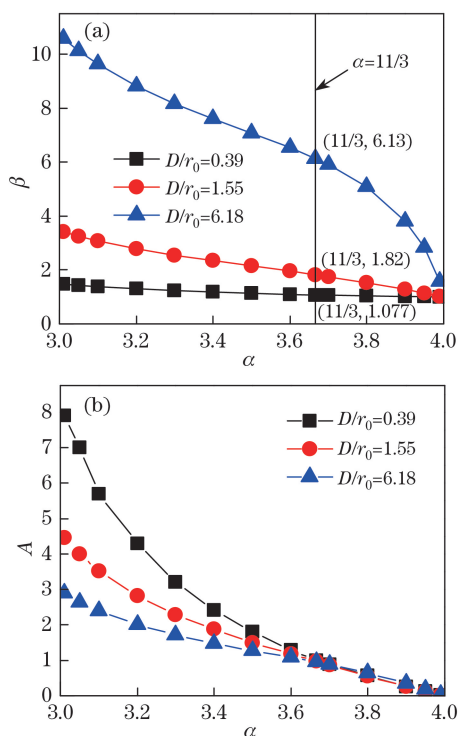 (a)
α=11/3
(11/3, 6.13)
D/r₀=0.39
D/r₀=1.55
D/r₀=6.18
(11/3, 1.82)
(11/3, 1.077)
10
8
6
4
2
0
β
3.0 3.2 3.4 3.6 3.8 4.0
α
(b)
D/r₀=0.39
D/r₀=1.55
D/r₀=6.18
8
7
6
5
4
3
2
1
0
A
3.0 3.2 3.4 3.6 3.8 4.0
α